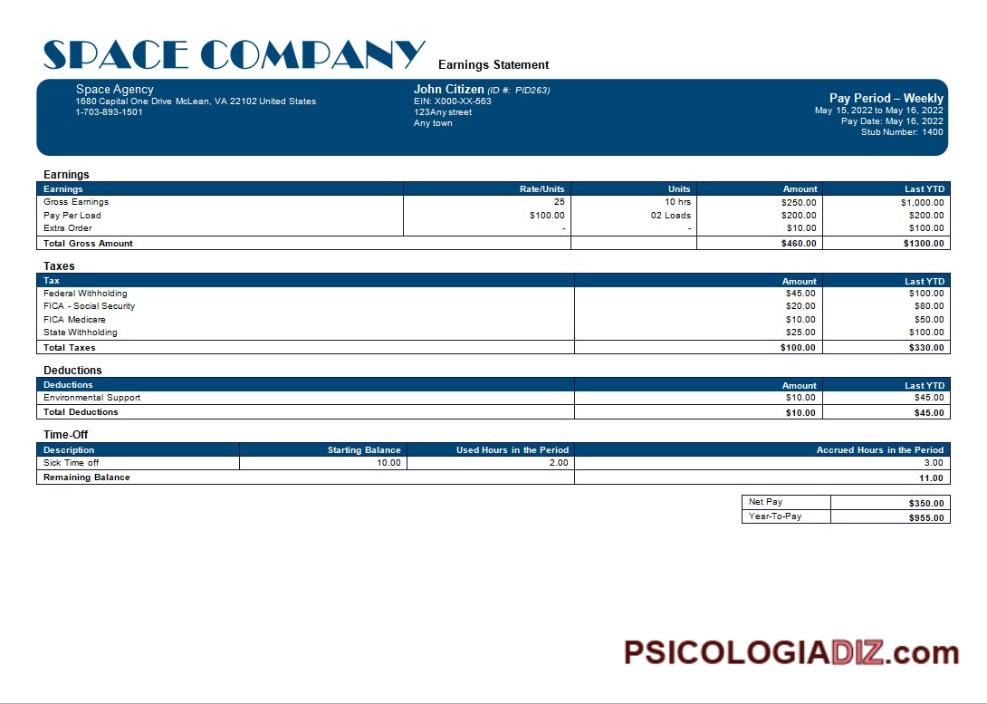 SPACE COMPANY Earnings Statement
Space Agency
1680 Capital One Drive McLean, VA 22102 United States
1-703-893-1501
John Citizen (ID #: PID263)
EIN: X000-XX-563
123Any street
Any town
Pay Period – Weekly
May 15, 2022 to May 16, 2022
Pay Date: May 16, 2022
Stub Number: 1400
Earnings
Earnings Rate/Units Units Amount Last YTD
Gross Earnings 25 10 hrs $250.00 $1,000.00
Pay Per Load $100.00 02 Loads $200.00 $200.00
Extra Order - - $10.00 $100.00
Total Gross Amount $460.00 $1300.00
Taxes
Tax Amount Last YTD
Federal Withholding $45.00 $100.00
FICA - Social Security $20.00 $80.00
FICA Medicare $10.00 $50.00
State Withholding $25.00 $100.00
Total Taxes $100.00 $330.00
Deductions
Deductions Amount Last YTD
Environmental Support $10.00 $45.00
Total Deductions $10.00 $45.00
Time-Off
Description Starting Balance Used Hours in the Period Accrued Hours in the Period
Sick Time off 10.00 2.00 3.00
Remaining Balance 11.00
Net Pay $350.00
Year-To-Pay $955.00
PSICOLOGIADIZ.com